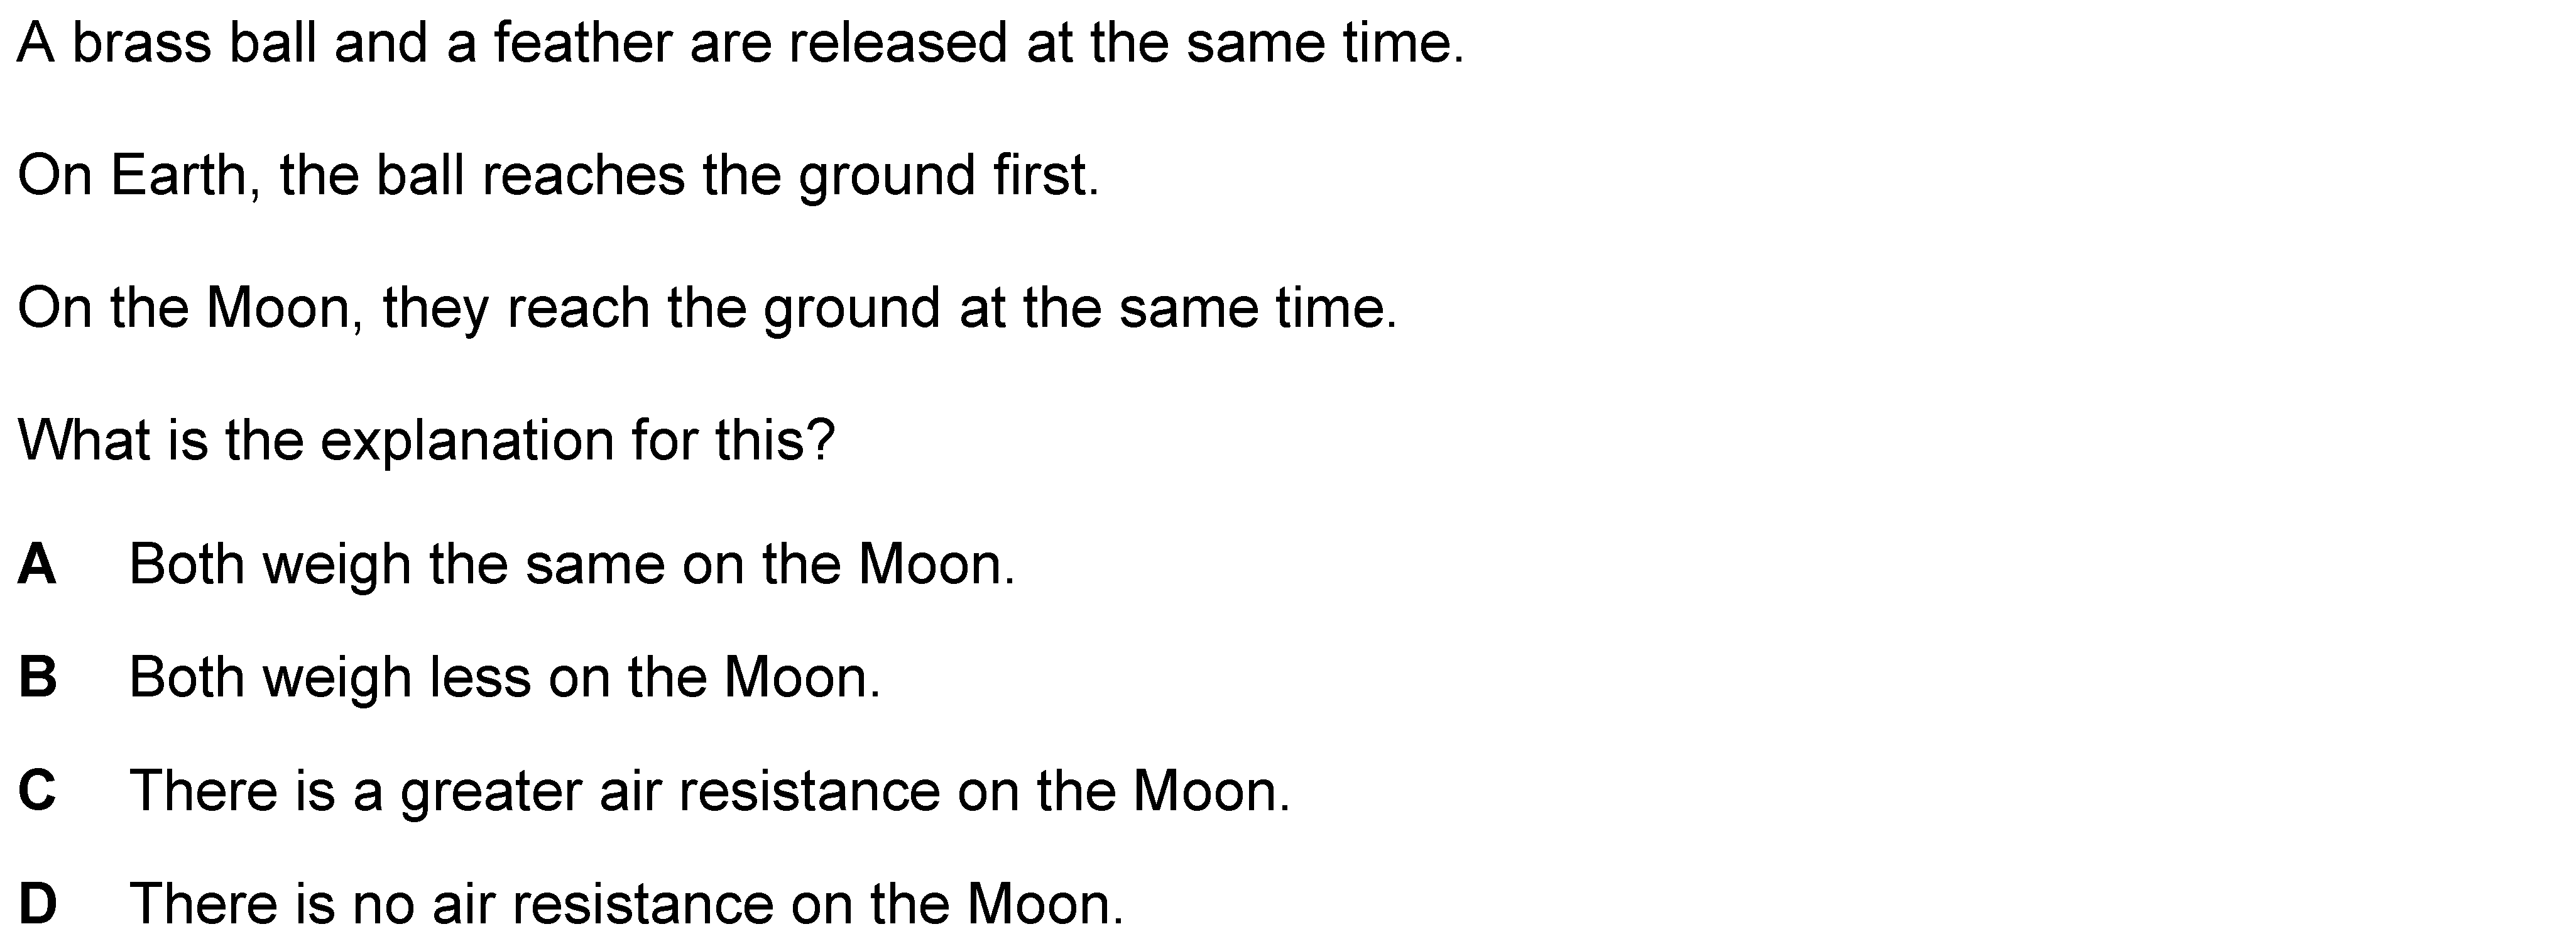 A brass ball and a feather are released at the same time.
On Earth, the ball reaches the ground first.
On the Moon, they reach the ground at the same time.
What is the explanation for this?
A Both weigh the same on the Moon.
B Both weigh less on the Moon.
C There is a greater air resistance on the Moon.
D There is no air resistance on the Moon.